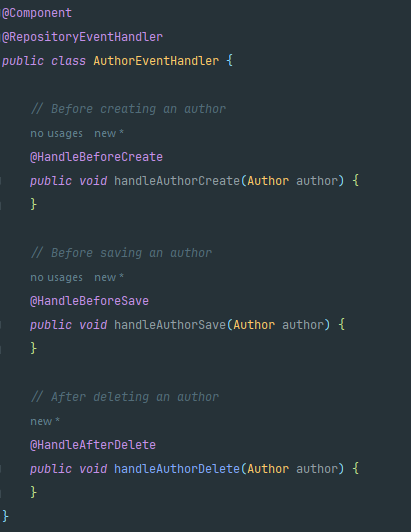 @Component
@RepositoryEventHandler
public class AuthorEventHandler {
// Before creating an author
no usages new *
@HandleBeforeCreate
public void handleAuthorCreate(Author author) {
}
// Before saving an author
no usages new *
@HandleBeforeSave
public void handleAuthorSave(Author author) {
}
// After deleting an author
new *
@HandleAfterDelete
public void handleAuthorDelete(Author author) {
}
}